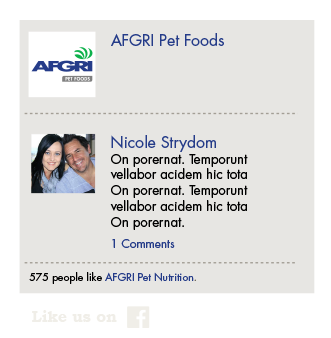 AFGRI
PET FOODS
AFGRI Pet Foods
Nicole Strydom
On porernat. Temporunt
vellabor acidem hic tota
On porernat. Temporunt
vellabor acidem hic tota
On porernat.
1 Comments
575 people like AFGRI Pet Nutrition.
Like us on f